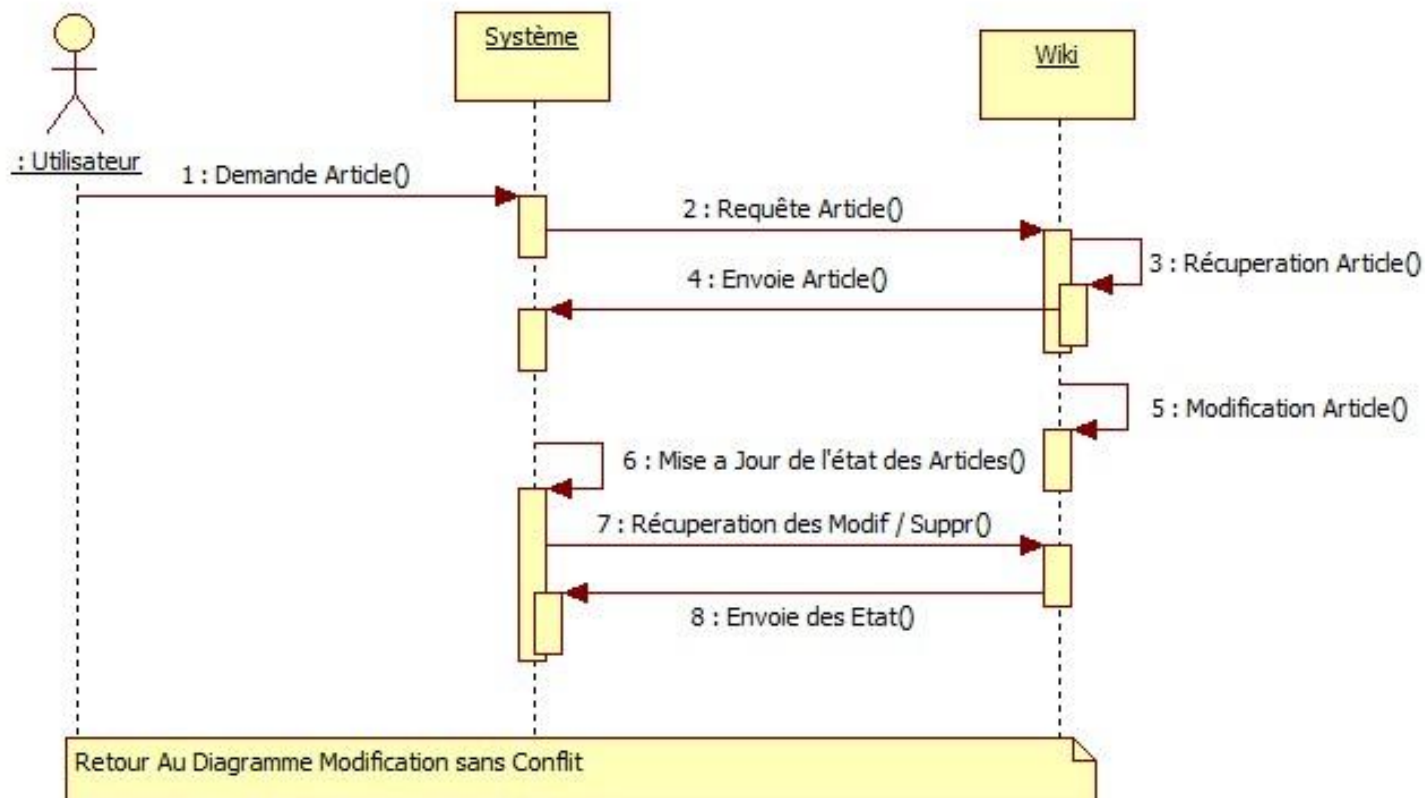 Système
Wiki
: Utilisateur
1 : Demande Article()
2 : Requête Article()
3 : Récuperation Article()
4 : Envoie Article()
5 : Modification Article()
6 : Mise a Jour de l'état des Articles()
7 : Récuperation des Modif / Suppr()
8 : Envoie des Etat()
Retour Au Diagramme Modification sans Conflit